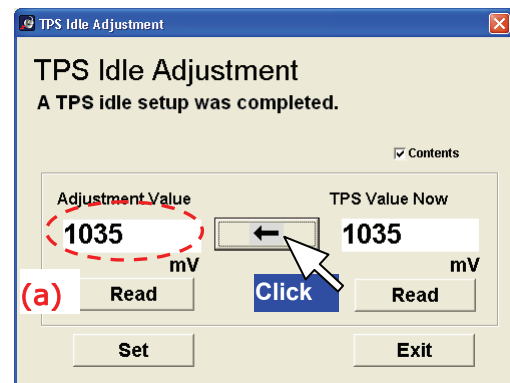 TPS Idle Adjustment
TPS Idle Adjustment
A TPS idle setup was completed.
Contents
Adjustment Value
TPS Value Now
1035
1035
mV
mV
(a)
Read
Click
Read
Set
Exit